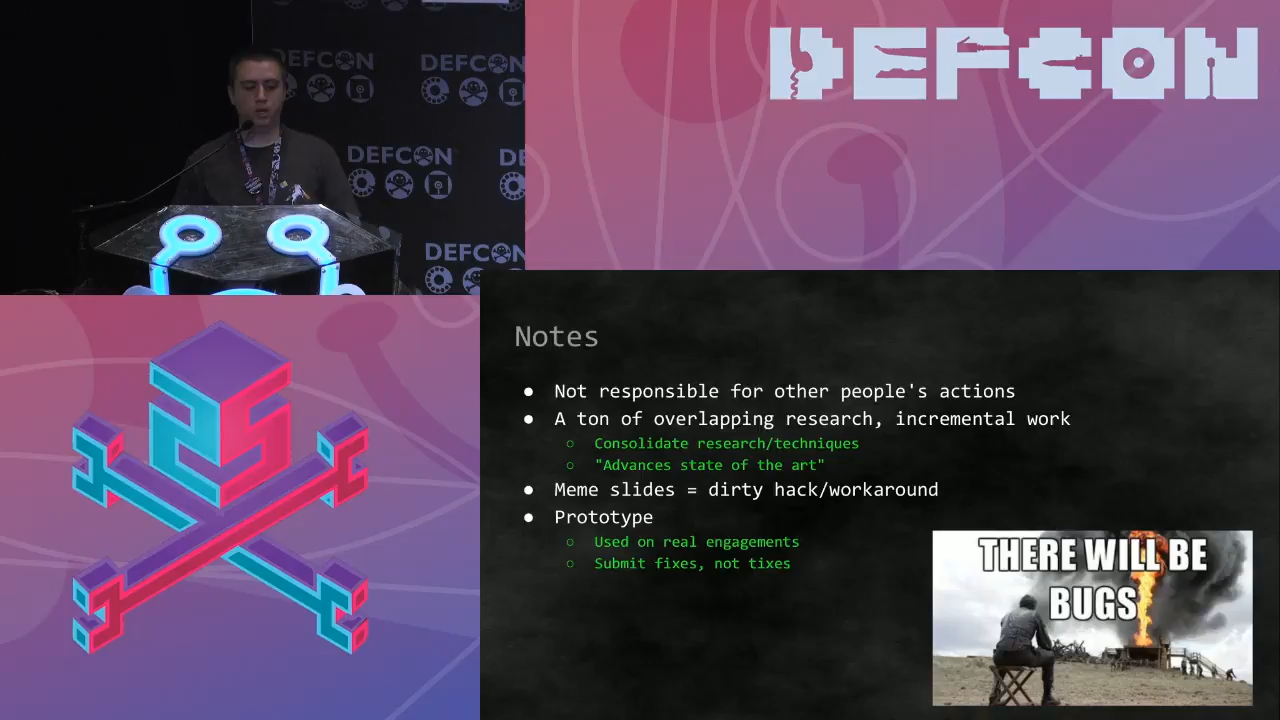 DEFCON
DEFCON
DEFCON
DEFCON
DE
DEFCON
Notes
● Not responsible for other people's actions
● A ton of overlapping research, incremental work
○ Consolidate research/techniques
○ "Advances state of the art"
● Meme slides = dirty hack/workaround
● Prototype
○ Used on real engagements
○ Submit fixes, not tixes
THERE WILL BE
BUGS
25